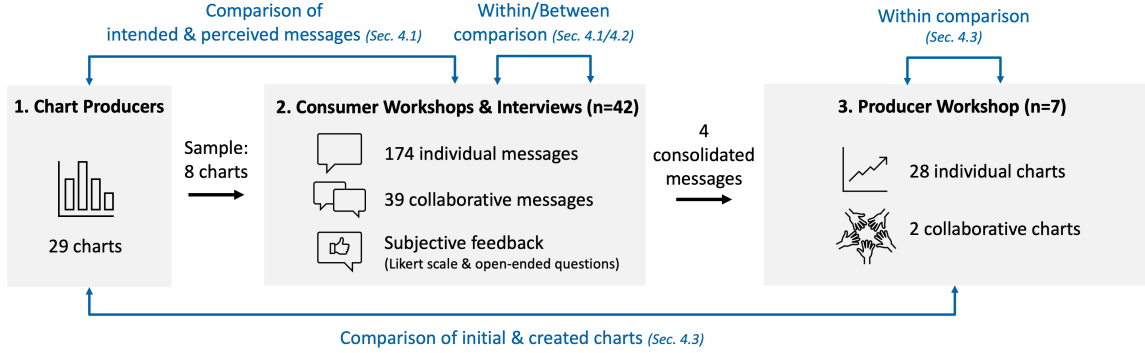 Comparison of
intended & perceived messages (Sec. 4.1)
Within/Between
comparison (Sec. 4.1/4.2)
Within comparison
(Sec. 4.3)
1. Chart Producers
29 charts
Sample:
8 charts
2. Consumer Workshops & Interviews (n=42)
174 individual messages
39 collaborative messages
Subjective feedback
(Likert scale & open-ended questions)
4
consolidated
messages
3. Producer Workshop (n=7)
28 individual charts
2 collaborative charts
Comparison of initial & created charts (Sec. 4.3)